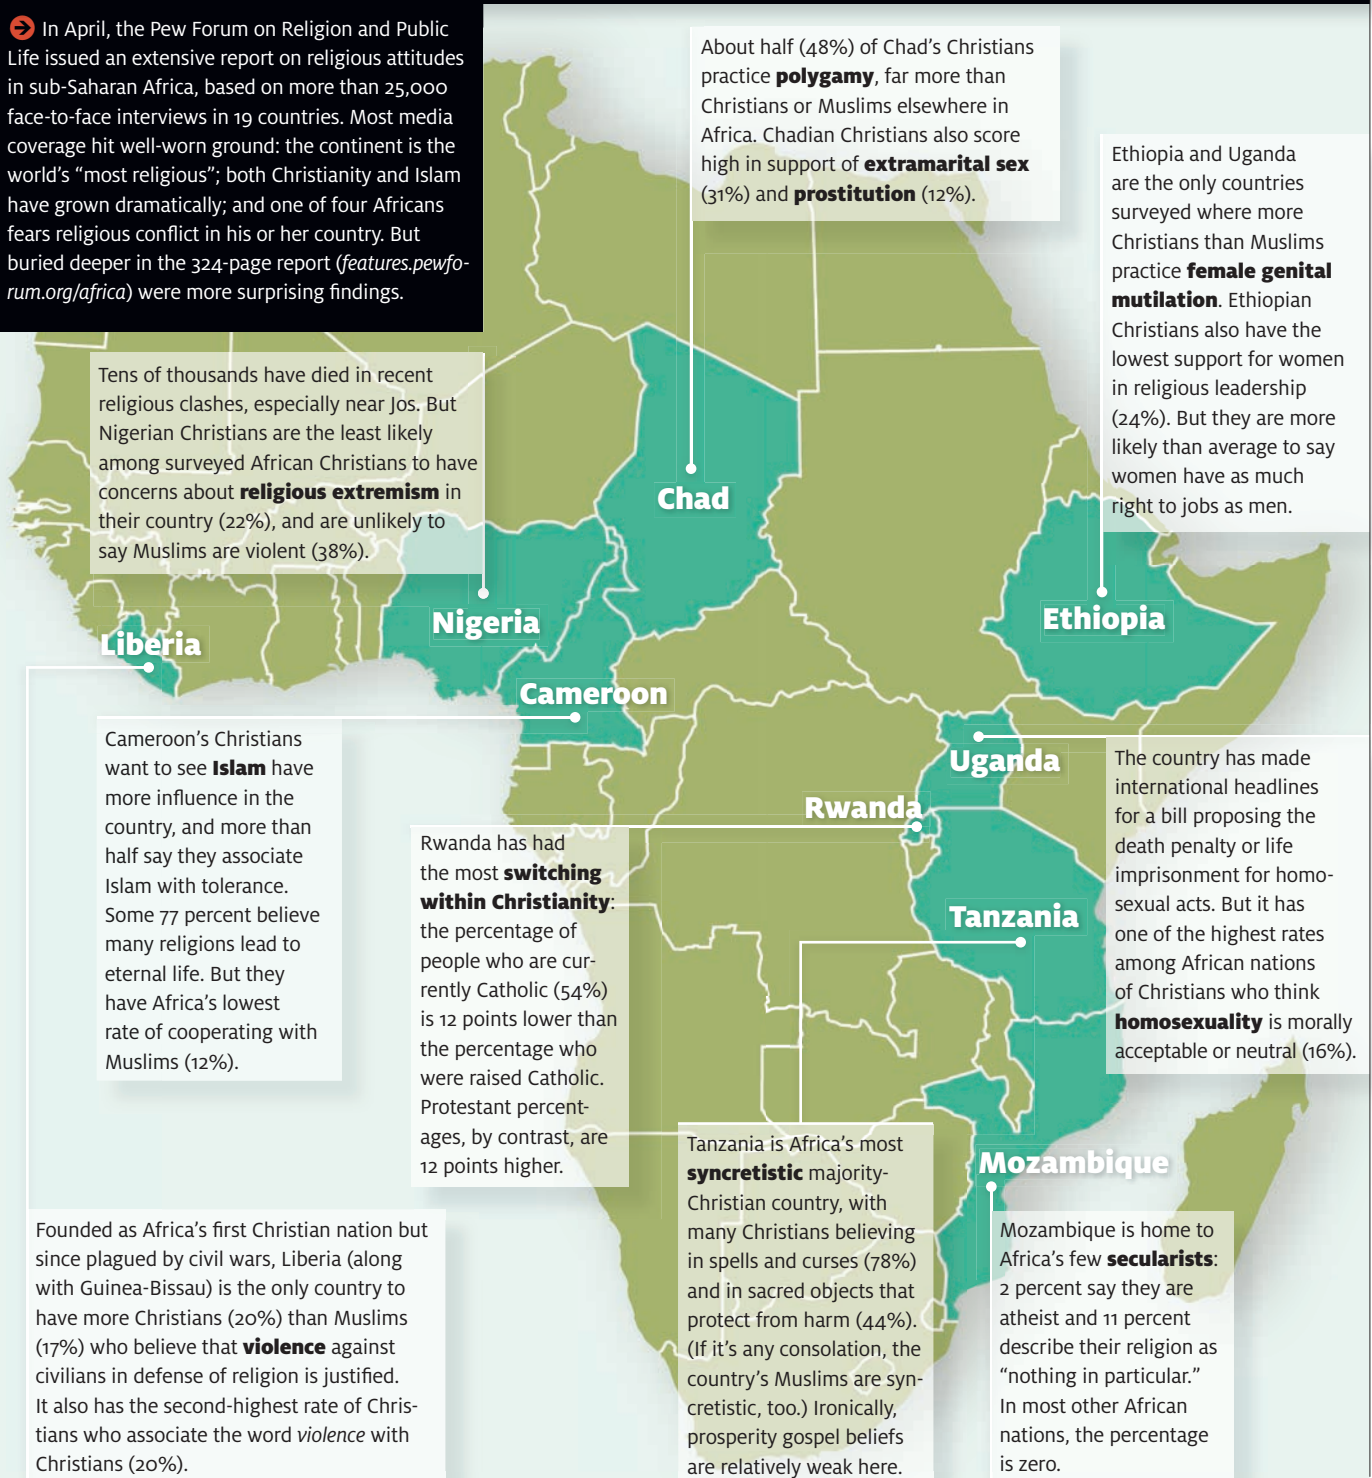 In April, the Pew Forum on Religion and Public
Life issued an extensive report on religious attitudes
in sub-Saharan Africa, based on more than 25,000
face-to-face interviews in 19 countries. Most media
coverage hit well-worn ground: the continent is the
world's “most religious”; both Christianity and Islam
have grown dramatically; and one of four Africans
fears religious conflict in his or her country. But
buried deeper in the 324-page report (features.pewfo-
rum.org/africa) were more surprising findings.
About half (48%) of Chad's Christians
practice polygamy, far more than
Christians or Muslims elsewhere in
Africa. Chadian Christians also score
high in support of extramarital sex
(31%) and prostitution (12%).
Ethiopia and Uganda
are the only countries
surveyed where more
Christians than Muslims
practice female genital
mutilation. Ethiopian
Christians also have the
lowest support for women
in religious leadership
(24%). But they are more
likely than average to say
women have as much
right to jobs as men.
Tens of thousands have died in recent
religious clashes, especially near Jos. But
Nigerian Christians are the least likely
among surveyed African Christians to have
concerns about religious extremism in
their country (22%), and are unlikely to
say Muslims are violent (38%).
Chad
Nigeria
Ethiopia
Liberia
Cameroon
Uganda
Rwanda
Tanzania
Mozambique
Cameroon's Christians
want to see Islam have
more influence in the
country, and more than
half say they associate
Islam with tolerance.
Some 77 percent believe
many religions lead to
eternal life. But they
have Africa's lowest
rate of cooperating with
Muslims (12%).
Rwanda has had
the most switching
within Christianity:
the percentage of
people who are cur-
rently Catholic (54%)
is 12 points lower than
the percentage who
were raised Catholic.
Protestant percent-
ages, by contrast, are
12 points higher.
The country has made
international headlines
for a bill proposing the
death penalty or life
imprisonment for homo-
sexual acts. But it has
one of the highest rates
among African nations
of Christians who think
homosexuality is morally
acceptable or neutral (16%).
Founded as Africa's first Christian nation but
since plagued by civil wars, Liberia (along
with Guinea-Bissau) is the only country to
have more Christians (20%) than Muslims
(17%) who believe that violence against
civilians in defense of religion is justified.
It also has the second-highest rate of Chris-
tians who associate the word violence with
Christians (20%).
Tanzania is Africa's most
syncretistic majority-
Christian country, with
many Christians believing
in spells and curses (78%)
and in sacred objects that
protect from harm (44%).
(If it's any consolation, the
country's Muslims are syn-
cretistic, too.) Ironically,
prosperity gospel beliefs
are relatively weak here.
Mozambique is home to
Africa's few secularists:
2 percent say they are
atheist and 11 percent
describe their religion as
“nothing in particular.”
In most other African
nations, the percentage
is zero.